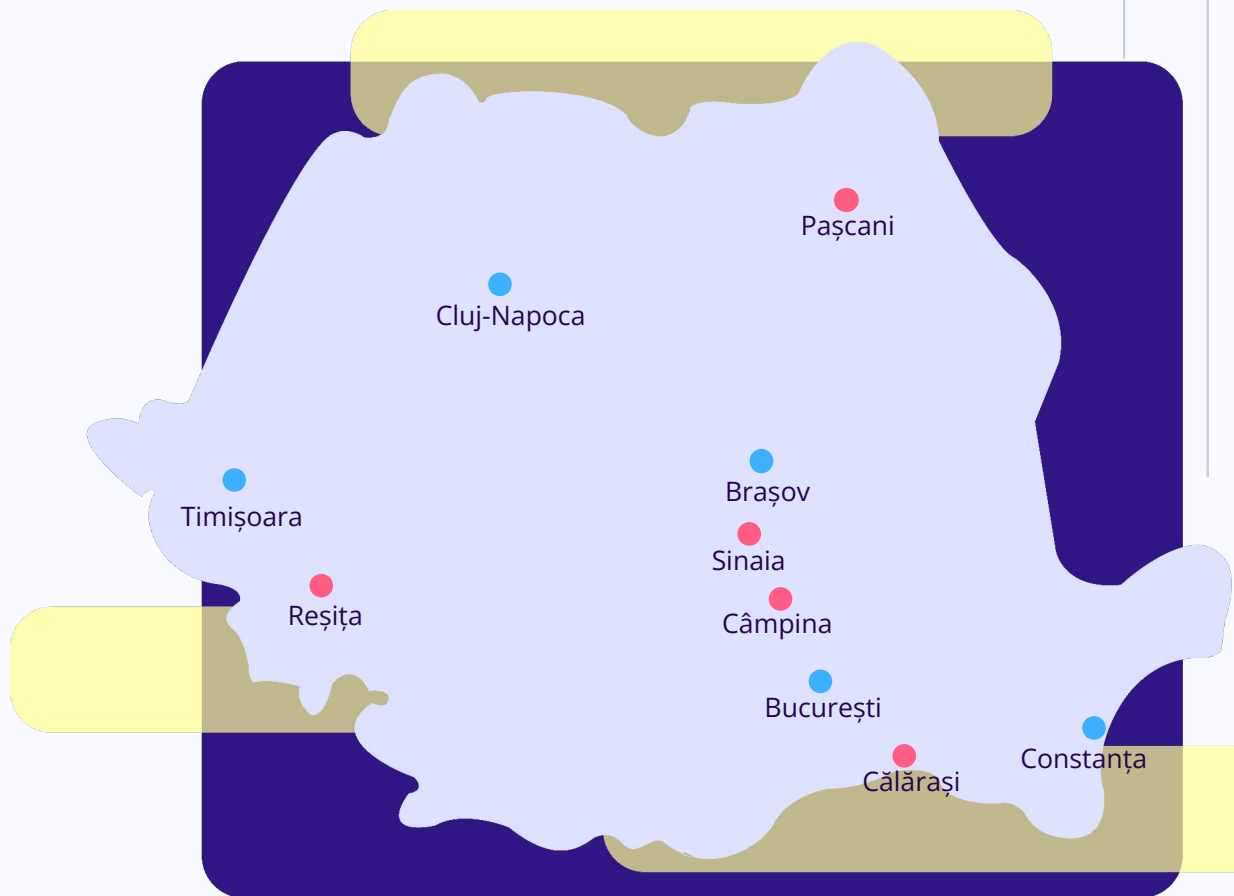 Pașcani
Cluj-Napoca
Brașov
Timișoara
Sinaia
Reșița
Câmpina
București
Constanța
Călărași